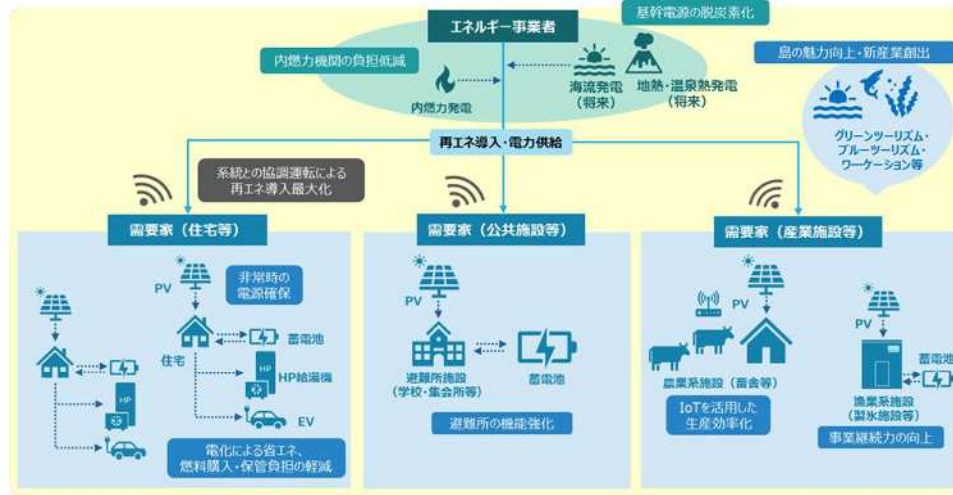 エネルギー事業者
基幹電源の脱炭素化
内燃力機関の負担低減
内燃力発電
海流発電
(将来)
地熱・温泉熱発電
(将来)
島の魅力向上・新産業創出
グリーンツーリズム・
ブルーツーリズム・
ワーケーション等
再エネ導入・電力供給
系統との協調運転による
再エネ導入最大化
需要家(住宅等)
PV
非常時の
電源確保
住宅
蓄電池
HP
HP給湯機
HP
EV
電化による省エネ、
燃料購入・保管負担の軽減
需要家(公共施設等)
PV
避難所施設
(学校・集会所等)
蓄電池
避難所の機能強化
需要家(産業施設等)
PV
農業系施設(畜舎等)
IoTを活用した
生産効率化
PV
蓄電池
漁業系施設
(製氷施設等)
事業継続力の向上